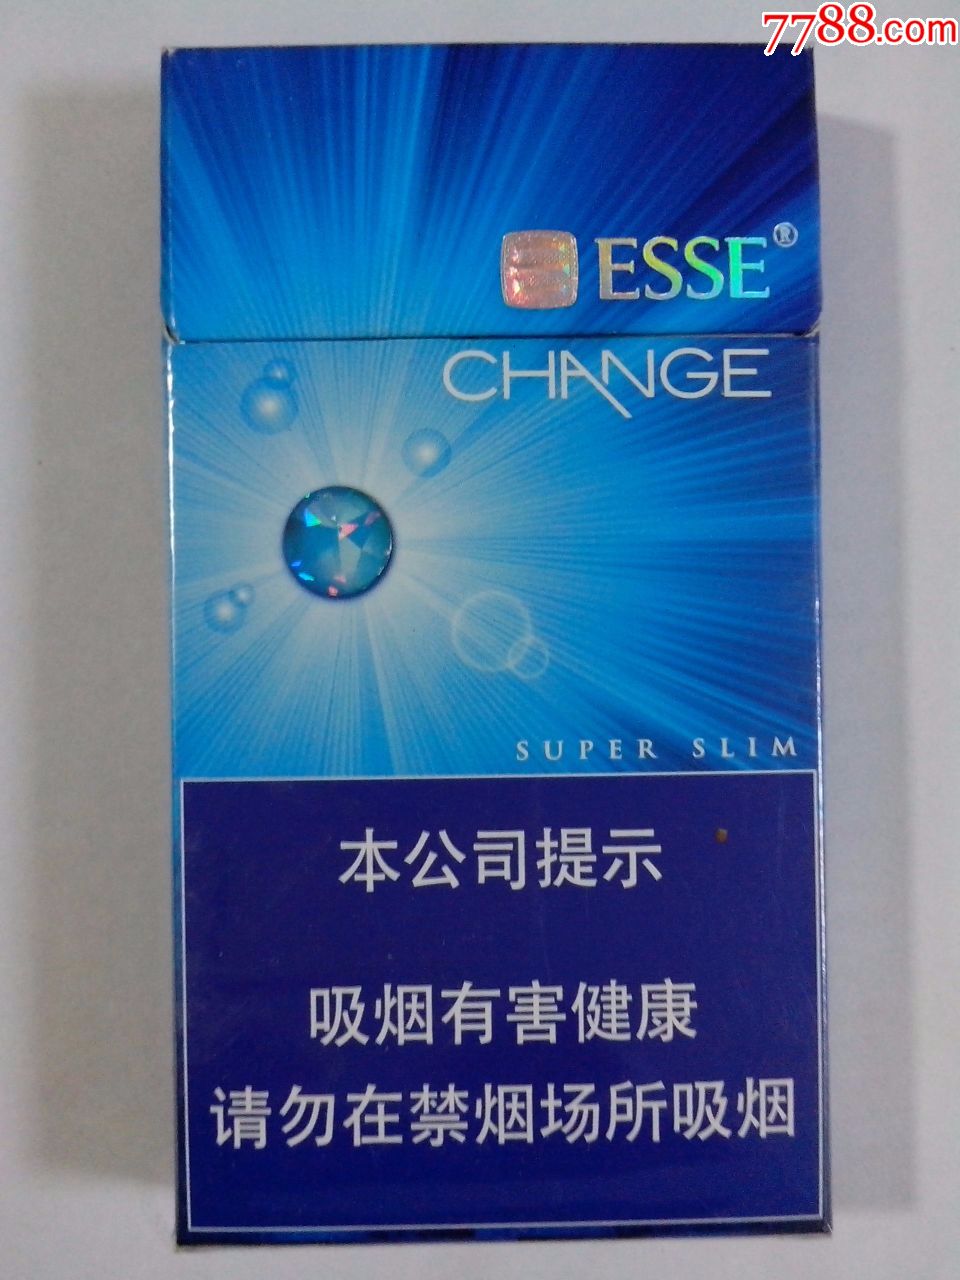 7788.com
ESSE®
CHANGE
SUPER SLIM
本公司提示
吸烟有害健康
请勿在禁烟场所吸烟